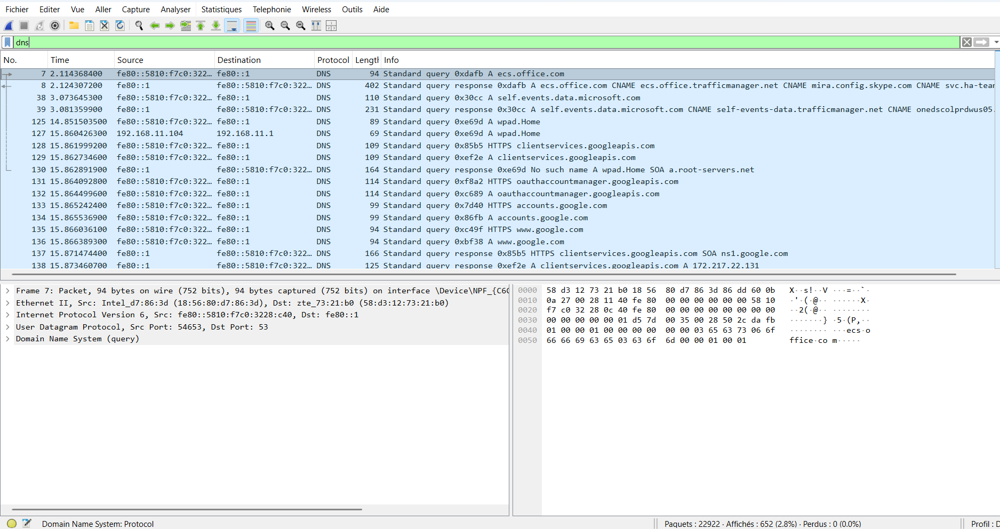 Fichier Editer Vue Aller Capture Analyser Statistiques Telephonie Wireless Outils Aide
dns
No. Time Source Destination Protocol Length Info
7 2.114368400 fe80::5810:f7c0:322… fe80::1 DNS 94 Standard query 0xdafb A ecs.office.com
8 2.124307200 fe80::1 fe80::5810:f7c0:322… DNS 402 Standard query response 0xdafb A ecs.office.com CNAME ecs.office.trafficmanager.net CNAME mira.config.skype.com CNAME svc.ha-tear
38 3.073645300 fe80::5810:f7c0:322… fe80::1 DNS 110 Standard query 0x30cc A self.events.data.microsoft.com
39 3.081359900 fe80::1 fe80::5810:f7c0:322… DNS 231 Standard query response 0x30cc A self.events.data.microsoft.com CNAME self-events-data.trafficmanager.net CNAME onedscolprdwus05.
125 14.851503500 fe80::5810:f7c0:322… fe80::1 DNS 89 Standard query 0xe69d A wpad.Home
127 15.860426300 192.168.11.104 192.168.11.1 DNS 69 Standard query 0xe69d A wpad.Home
128 15.861999200 fe80::5810:f7c0:322… fe80::1 DNS 109 Standard query 0x85b5 HTTPS clientservices.googleapis.com
129 15.862734600 fe80::5810:f7c0:322… fe80::1 DNS 109 Standard query 0xef2e A clientservices.googleapis.com
130 15.862891900 fe80::1 fe80::5810:f7c0:322… DNS 164 Standard query response 0xe69d No such name A wpad.Home SOA a.root-servers.net
131 15.864092800 fe80::5810:f7c0:322… fe80::1 DNS 114 Standard query 0xf8a2 HTTPS oauthaccountmanager.googleapis.com
132 15.864499600 fe80::5810:f7c0:322… fe80::1 DNS 114 Standard query 0xc689 A oauthaccountmanager.googleapis.com
133 15.865242400 fe80::5810:f7c0:322… fe80::1 DNS 99 Standard query 0x7d40 HTTPS accounts.google.com
134 15.865536900 fe80::5810:f7c0:322… fe80::1 DNS 99 Standard query 0x86fb A accounts.google.com
135 15.866036100 fe80::5810:f7c0:322… fe80::1 DNS 94 Standard query 0xc49f HTTPS www.google.com
136 15.866389300 fe80::5810:f7c0:322… fe80::1 DNS 94 Standard query 0xbf38 A www.google.com
137 15.871474400 fe80::1 fe80::5810:f7c0:322… DNS 166 Standard query response 0x85b5 HTTPS clientservices.googleapis.com SOA ns1.google.com
138 15.873460700 fe80::1 fe80::5810:f7c0:322… DNS 125 Standard query response 0xef2e A clientservices.googleapis.com A 172.217.22.131
Frame 7: Packet, 94 bytes on wire (752 bits), 94 bytes captured (752 bits) on interface \Device\NPF_{C6C
Ethernet II, Src: Intel_d7:86:3d (18:56:80:d7:86:3d), Dst: zte_73:21:b0 (58:d3:12:73:21:b0)
Internet Protocol Version 6, Src: fe80::5810:f7c0:3228:c40, Dst: fe80::1
User Datagram Protocol, Src Port: 54653, Dst Port: 53
Domain Name System (query)
0000 58 d3 12 73 21 b0 18 56 80 d7 86 3d 86 dd 60 0b X··s!··V ···=··`·
0010 0a 27 00 28 11 40 fe 80 00 00 00 00 00 00 58 10 ·'·(·@·· ······X·
0020 f7 c0 32 28 0c 40 fe 80 00 00 00 00 00 00 00 00 ··2(·@·· ········
0030 00 00 00 00 00 01 d5 7d 00 35 00 28 50 2c da fb ·······} ·5·(P,··
0040 01 00 00 01 00 00 00 00 00 00 03 65 63 73 06 6f ········ ···ecs·o
0050 66 66 69 63 65 03 63 6f 6d 00 00 01 00 01 ffice·co m·····
Domain Name System: Protocol
Paquets : 22922 · Affichés : 652 (2.8%) · Perdus : 0 (0.0%)
Profil : D